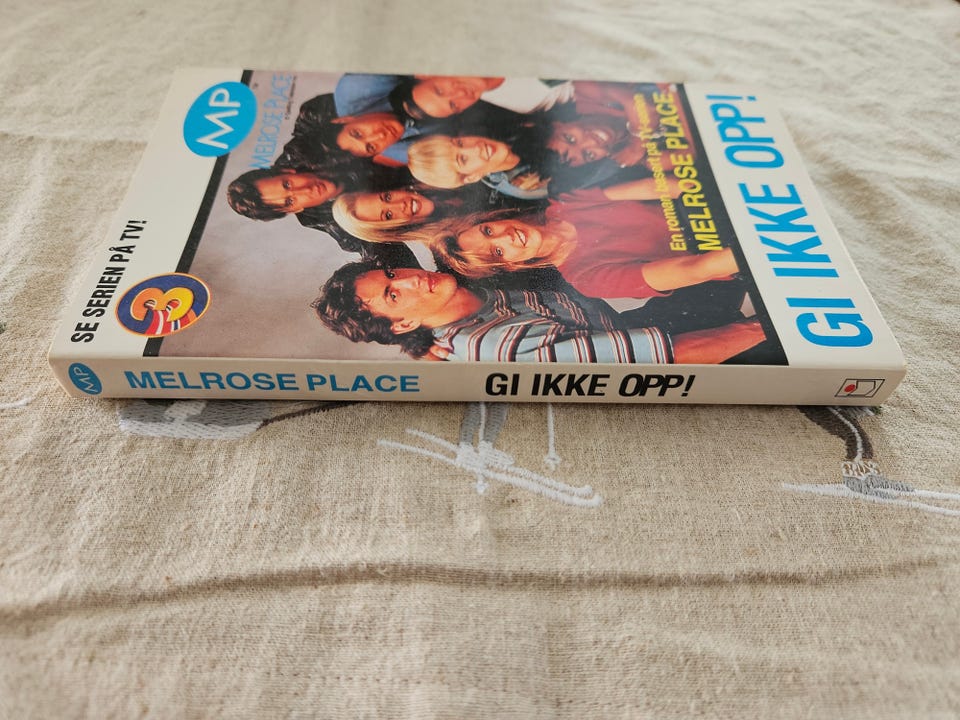 SE SERIEN PÅ TV!
3
MP
MELROSE PLACE
En roman basert på TV-serien
MELROSE PLACE
GI IKKE OPP!
MP MELROSE PLACE GI IKKE OPP!